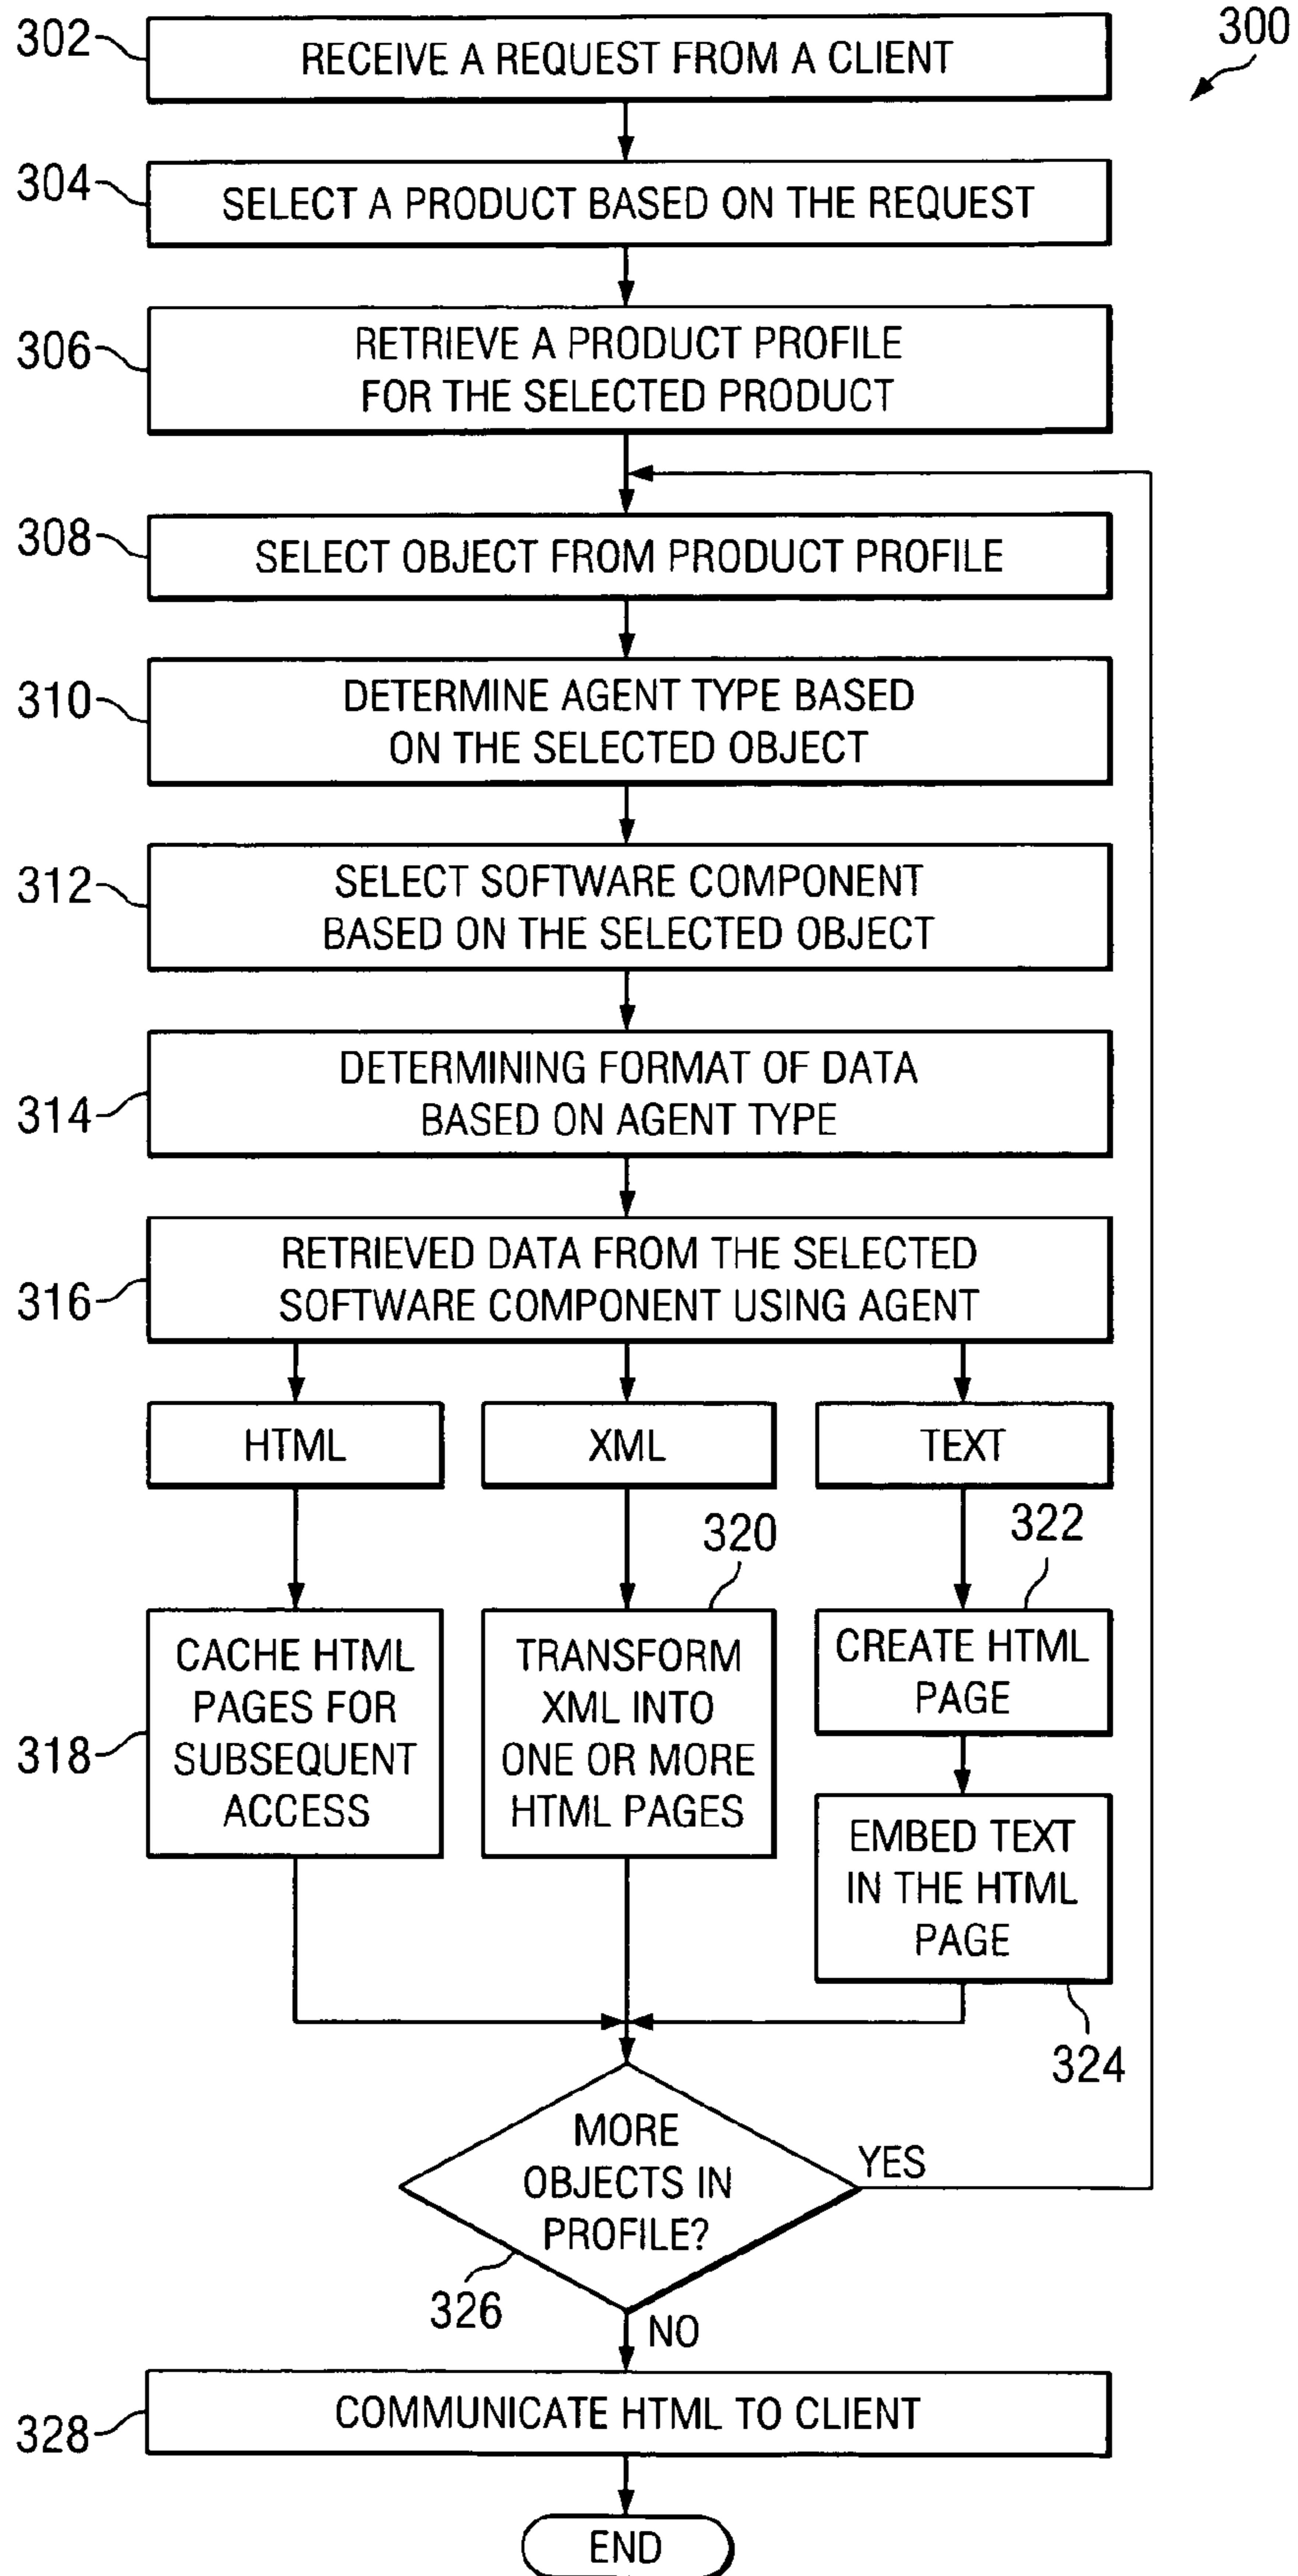 300
302
RECEIVE A REQUEST FROM A CLIENT
304
SELECT A PRODUCT BASED ON THE REQUEST
306
RETRIEVE A PRODUCT PROFILE
FOR THE SELECTED PRODUCT
308
SELECT OBJECT FROM PRODUCT PROFILE
310
DETERMINE AGENT TYPE BASED
ON THE SELECTED OBJECT
312
SELECT SOFTWARE COMPONENT
BASED ON THE SELECTED OBJECT
314
DETERMINING FORMAT OF DATA
BASED ON AGENT TYPE
316
RETRIEVED DATA FROM THE SELECTED
SOFTWARE COMPONENT USING AGENT
HTML
XML
TEXT
318
CACHE HTML
PAGES FOR
SUBSEQUENT
ACCESS
320
TRANSFORM
XML INTO
ONE OR MORE
HTML PAGES
322
CREATE HTML
PAGE
EMBED TEXT
IN THE HTML
PAGE
324
MORE
OBJECTS IN
PROFILE?
YES
326
NO
328
COMMUNICATE HTML TO CLIENT
END